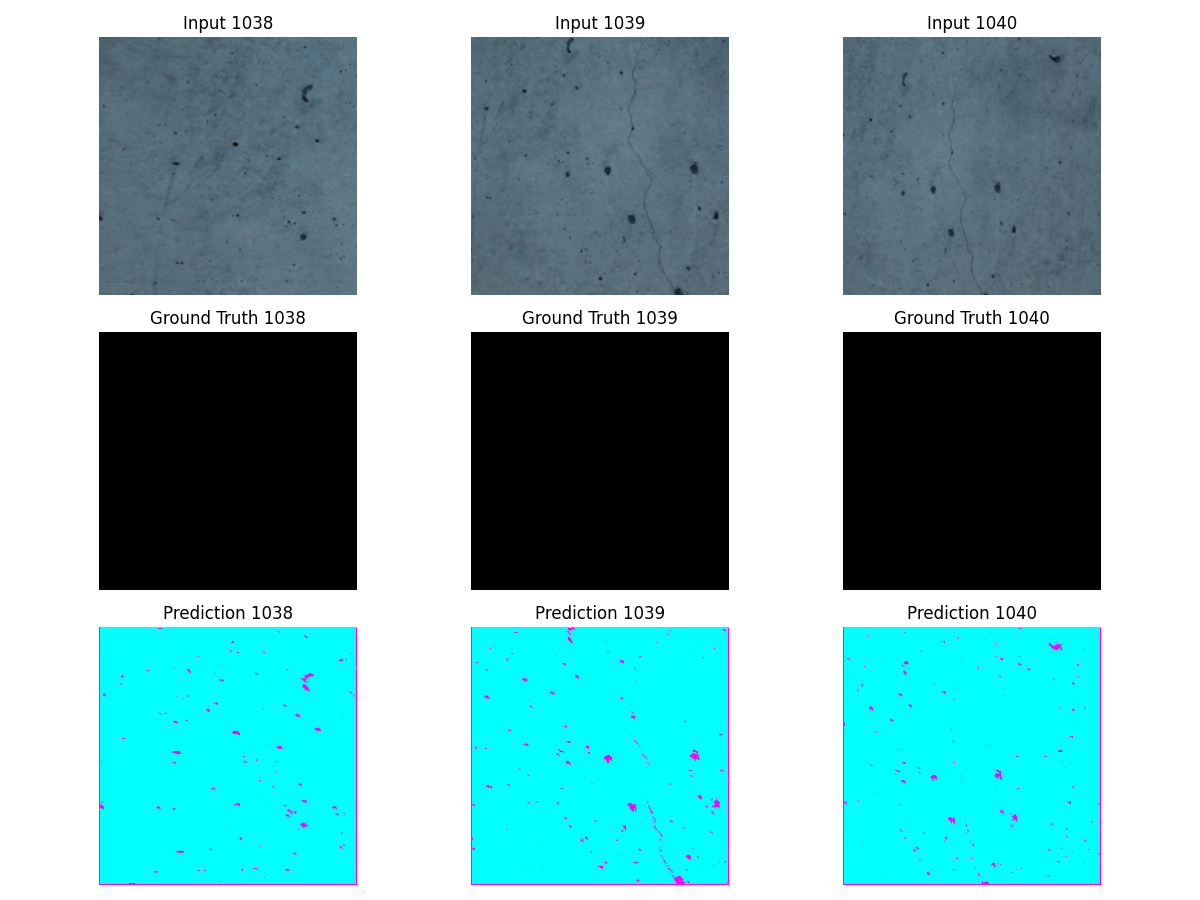 Input 1038
Input 1039
Input 1040
Ground Truth 1038
Ground Truth 1039
Ground Truth 1040
Prediction 1038
Prediction 1039
Prediction 1040